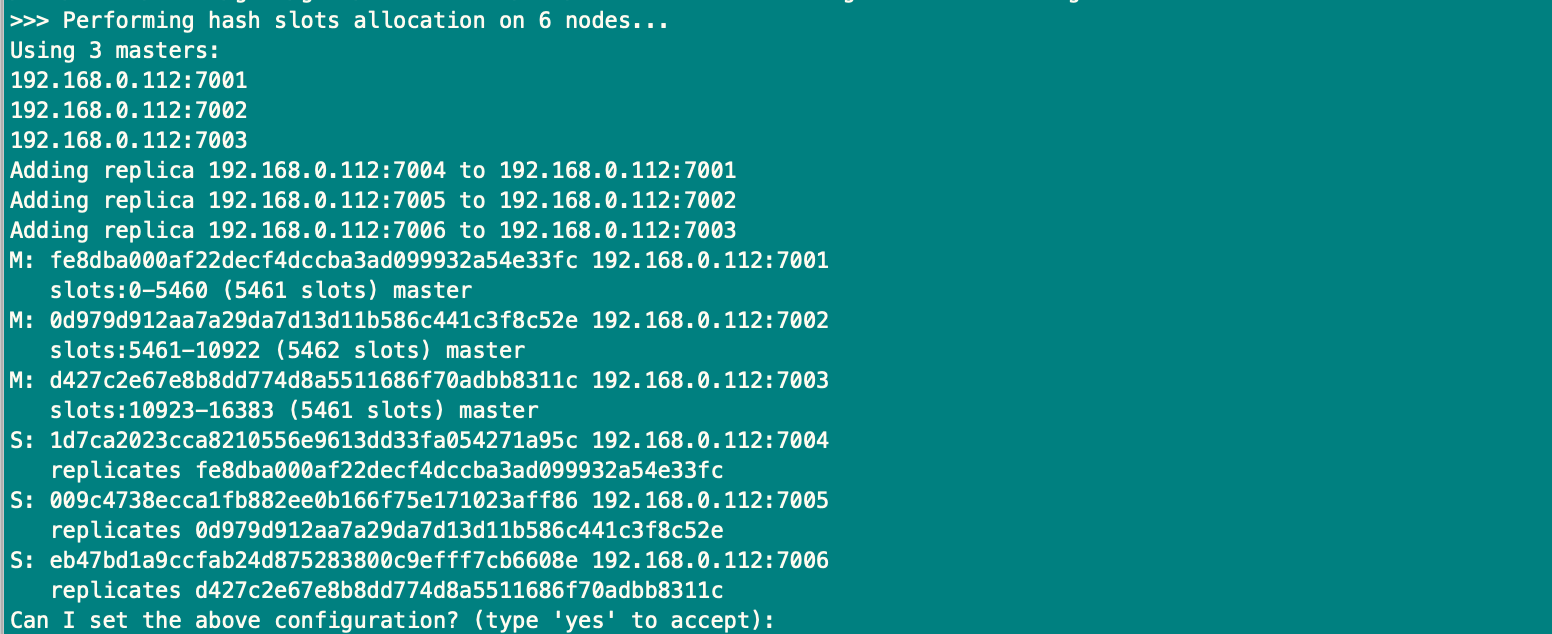 >>> Performing hash slots allocation on 6 nodes...
Using 3 masters:
192.168.0.112:7001
192.168.0.112:7002
192.168.0.112:7003
Adding replica 192.168.0.112:7004 to 192.168.0.112:7001
Adding replica 192.168.0.112:7005 to 192.168.0.112:7002
Adding replica 192.168.0.112:7006 to 192.168.0.112:7003
M: fe8dba000af22decf4dccba3ad099932a54e33fc 192.168.0.112:7001
   slots:0-5460 (5461 slots) master
M: 0d979d912aa7a29da7d13d11b586c441c3f8c52e 192.168.0.112:7002
   slots:5461-10922 (5462 slots) master
M: d427c2e67e8b8dd774d8a5511686f70adbb8311c 192.168.0.112:7003
   slots:10923-16383 (5461 slots) master
S: 1d7ca2023cca8210556e9613dd33fa054271a95c 192.168.0.112:7004
   replicates fe8dba000af22decf4dccba3ad099932a54e33fc
S: 009c4738ecca1fb882ee0b166f75e171023aff86 192.168.0.112:7005
   replicates 0d979d912aa7a29da7d13d11b586c441c3f8c52e
S: eb47bd1a9ccfab24d875283800c9efff7cb6608e 192.168.0.112:7006
   replicates d427c2e67e8b8dd774d8a5511686f70adbb8311c
Can I set the above configuration? (type 'yes' to accept):